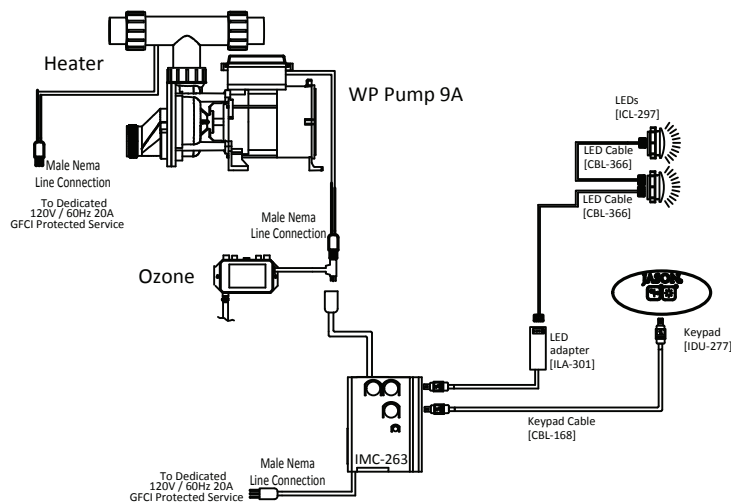 Heater
WP Pump 9A
LEDs
[ICL-297]
LED Cable
[CBL-366]
LED Cable
[CBL-366]
Male Nema
Line Connection
To Dedicated
120V / 60Hz 20A
GFCI Protected Service
Male Nema
Line Connection
Ozone
JASON
Keypad
[IDU-277]
LED
adapter
[ILA-301]
Keypad Cable
[CBL-168]
IMC-263
Male Nema
Line Connection
To Dedicated
120V / 60Hz 20A
GFCI Protected Service